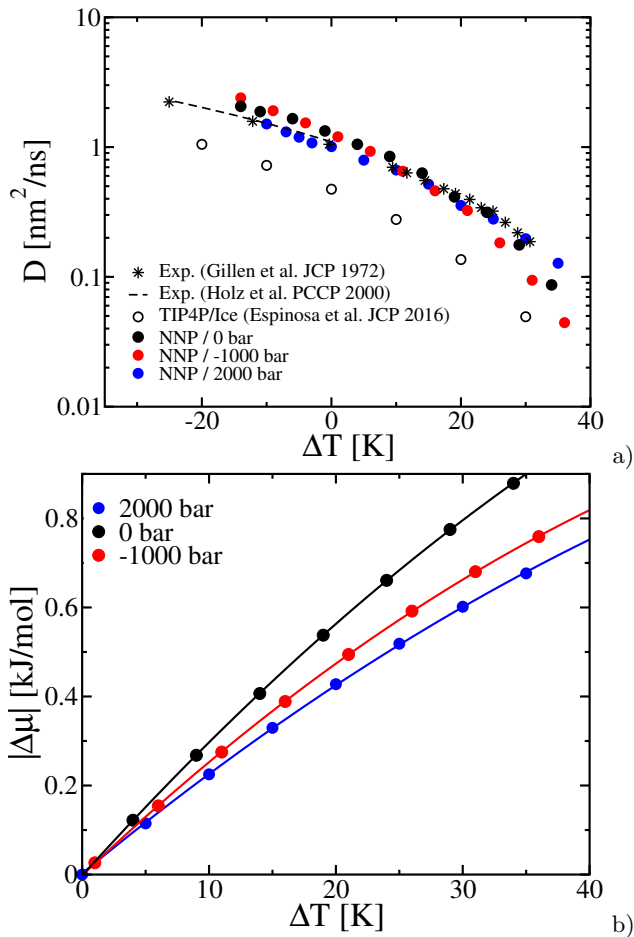 10
1
0.1
0.01
D [nm²/ns]
Exp. (Gillen et al. JCP 1972)
Exp. (Holz et al. PCCP 2000)
TIP4P/Ice (Espinosa et al. JCP 2016)
NNP / 0 bar
NNP / -1000 bar
NNP / 2000 bar
-20 0 20 40
ΔT [K]
a)
0.8
0.6
0.4
0.2
0
|Δμ| [kJ/mol]
2000 bar
0 bar
-1000 bar
0 10 20 30 40
ΔT [K]
b)